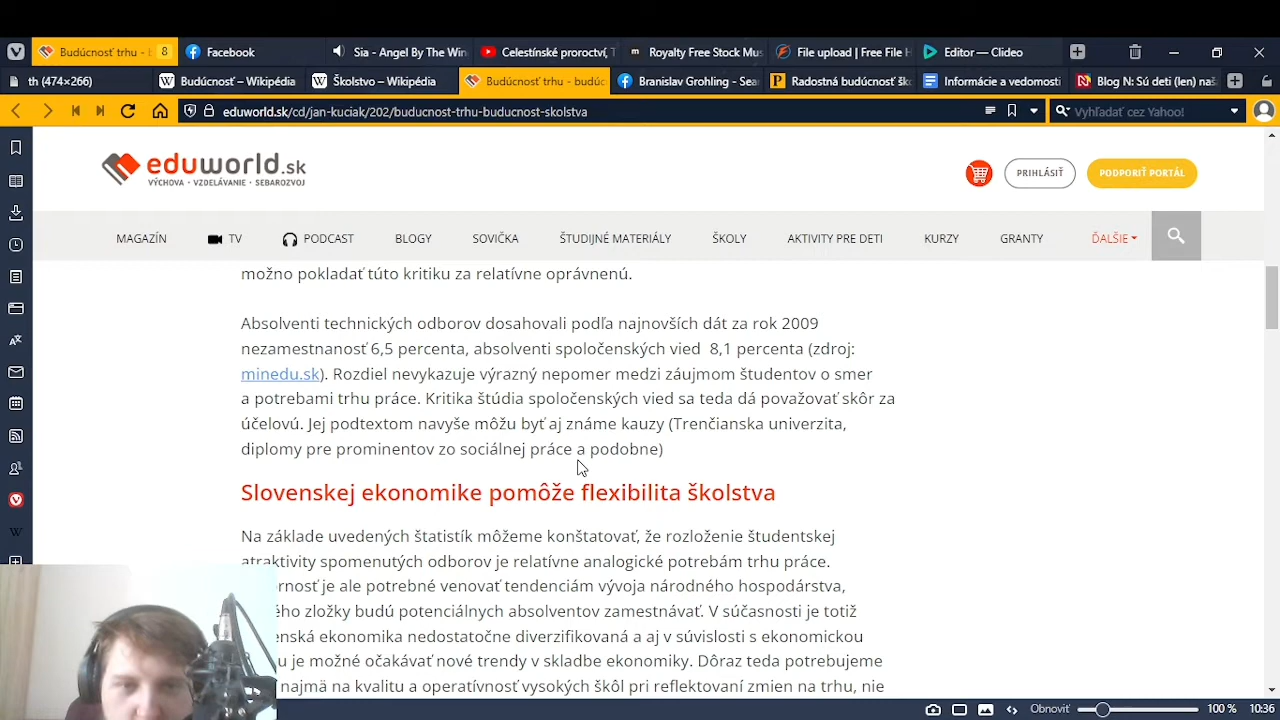 Budúcnosť trhu - b
8
Facebook
Sia - Angel By The Win
Celestínské proroctví, T
Royalty Free Stock Mus
File Editor | Free File H
Editor — Clideo
th (474×266)
Budúcnosť – Wikipédia
Školstvo – Wikipédia
Budúcnosť trhu - budúc
Branislav Grohling - Sea
Radostná budúcnosť šk
Informácie a vedomosti
Blog N: Sú deti (len) naš
eduworld.sk/cd/jan-kuciak/202/buducnost-trhu-buducnost-skolstva
Vyhľadať cez Yahoo!
eduworld.sk
VÝCHOVA • VZDELÁVANIE • SEBAROZVOJ
PRIHLÁSIŤ
PODPORIŤ PORTÁL
MAGAZÍN
TV
PODCAST
BLOGY
SOVIČKA
ŠTUDIJNÉ MATERIÁLY
ŠKOLY
AKTIVITY PRE DETI
KURZY
GRANTY
ĎALŠIE
možno pokladať túto kritiku za relatívne oprávnenú.
Absolventi technických odborov dosahovali podľa najnovších dát za rok 2009
nezamestnanosť 6,5 percenta, absolventi spoločenských vied 8,1 percenta (zdroj:
minedu.sk). Rozdiel nevykazuje výrazný nepomer medzi záujmom študentov o smer
a potrebami trhu práce. Kritika štúdia spoločenských vied sa teda dá považovať skôr za
účelovú. Jej podtextom navyše môžu byť aj známe kauzy (Trenčianska univerzita,
diplomy pre prominentov zo sociálnej práce a podobne)
Slovenskej ekonomike pomôže flexibilita školstva
Na základe uvedených štatistík môžeme konštatovať, že rozloženie študentskej
atraktivity spomenutých odborov je relatívne analogické potrebám trhu práce.
ornosť je ale potrebné venovať tendenciám vývoja národného hospodárstva,
ého zložky budú potenciálnych absolventov zamestnávať. V súčasnosti je totiž
enská ekonomika nedostatočne diverzifikovaná a aj v súvislosti s ekonomickou
u je možné očakávať nové trendy v skladbe ekonomiky. Dôraz teda potrebujeme
najmä na kvalitu a operatívnosť vysokých škôl pri reflektovaní zmien na trhu, nie
Obnoviť
100 %
10:36